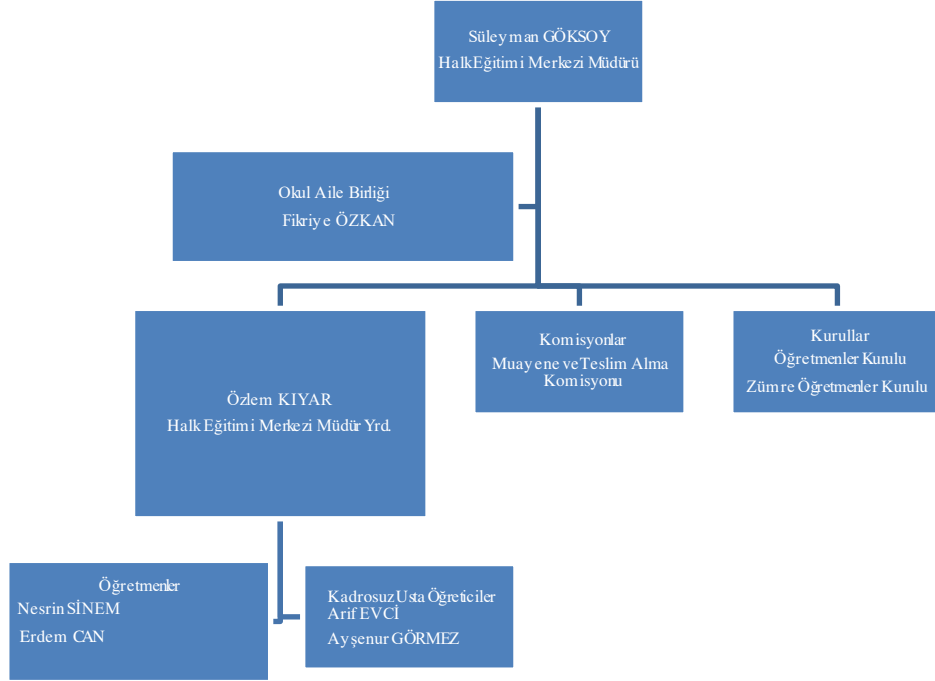 Süleyman GÖKSOY
Halk Eğitimi Merkezi Müdürü
Okul Aile Birliği
Fikriye ÖZKAN
Özlem KIYAR
Halk Eğitimi Merkezi Müdür Yrd.
Komisyonlar
Muayene ve Teslim Alma
Komisyonu
Kurullar
Öğretmenler Kurulu
Zümre Öğretmenler Kurulu
Öğretmenler
Nesrin SİNEM
Erdem CAN
Kadrosuz Usta Öğreticiler
Arif EVCİ
Ayşenur GÖRMEZ